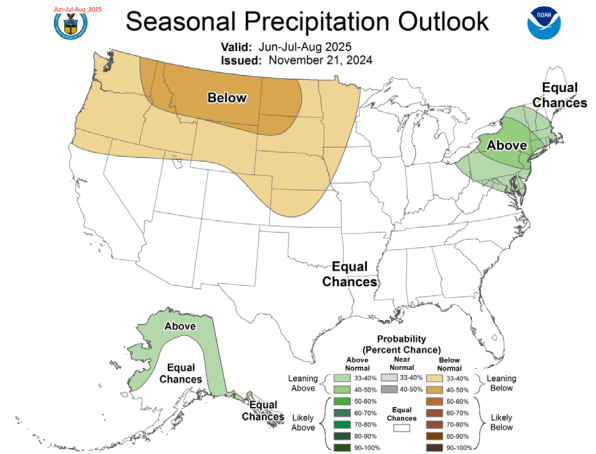 Jun-Jul-Aug 2025
Seasonal Precipitation Outlook
NOAA
Valid: Jun-Jul-Aug 2025
Issued: November 21, 2024
Below
Equal
Chances
Above
Equal
Chances
Above
Equal
Chances
Equal
Chances
Probability
(Percent Chance)
Above
Normal
Near
Normal
Below
Normal
Leaning
Above
33-40%
33-40%
33-40%
Leaning
Below
40-50%
40-50%
40-50%
Likely
Above
50-60%
50-60%
Likely
Below
60-70%
60-70%
Equal
Chances
70-80%
70-80%
80-90%
80-90%
90-100%
90-100%